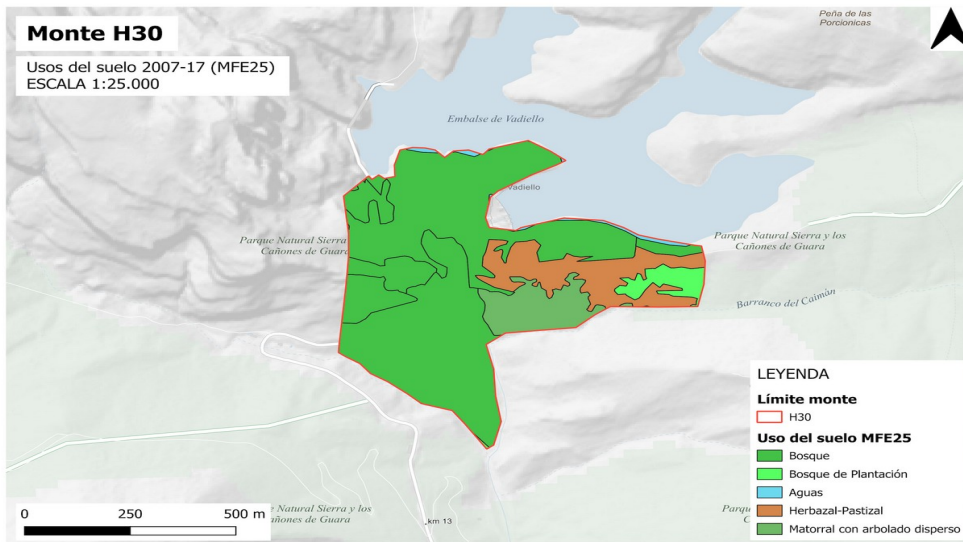 Monte H30
Usos del suelo 2007-17 (MFE25)
ESCALA 1:25.000
Peña de las
Porcionicas
Embalse de Vadiello
Vadiello
Parque Natural Sierra
Cañones de Guara
Parque Natural Sierra y los
Cañones de Guara
Barranco del Caimán
LEYENDA
Límite monte
H30
Uso del suelo MFE25
Bosque
Bosque de Plantación
Aguas
Herbazal-Pastizal
Matorral con arbolado disperso
0 250 500 m
ue Natural Sierra y los
añones de Guara
km 13
Pa
C